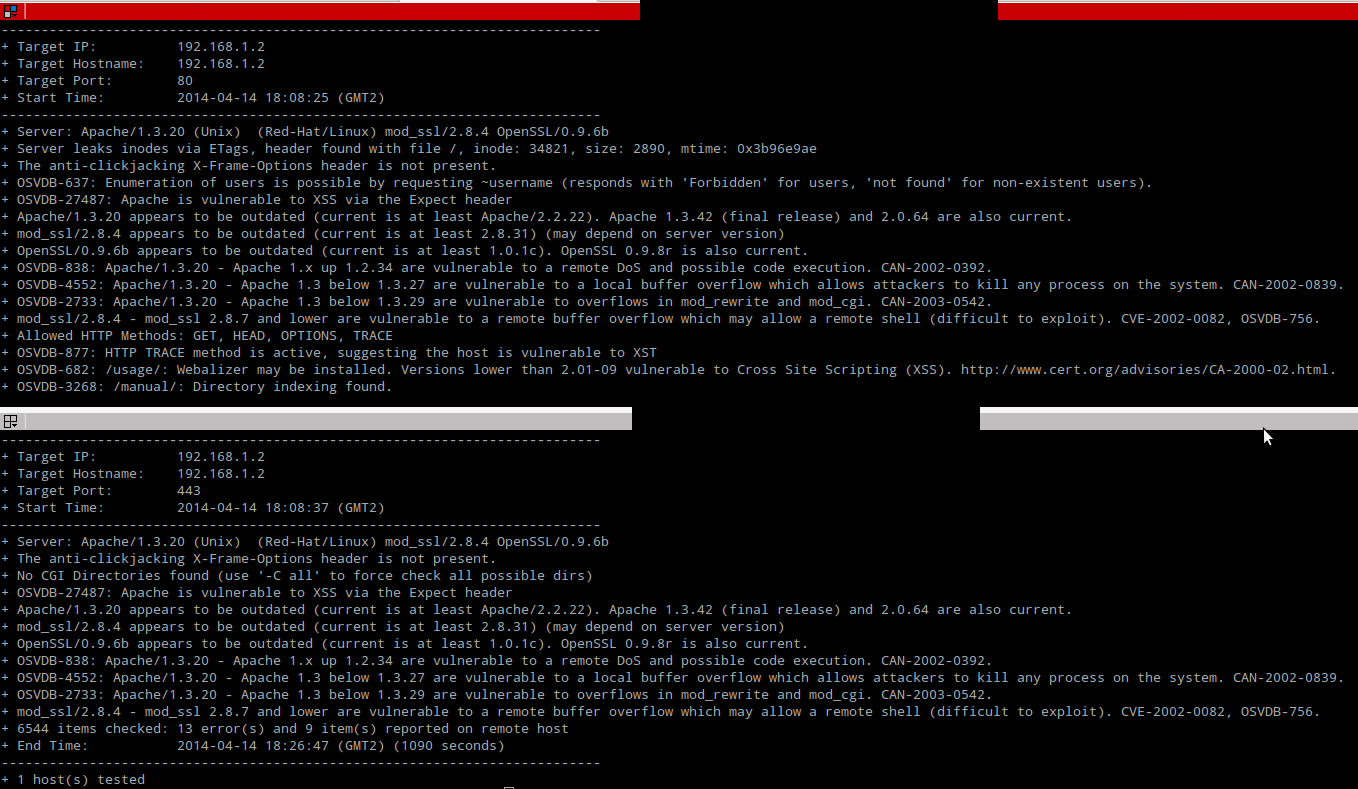 ---------------------------------------------------------------------------
+ Target IP:          192.168.1.2
+ Target Hostname:    192.168.1.2
+ Target Port:        80
+ Start Time:         2014-04-14 18:08:25 (GMT2)
---------------------------------------------------------------------------
+ Server: Apache/1.3.20 (Unix)  (Red-Hat/Linux) mod_ssl/2.8.4 OpenSSL/0.9.6b
+ Server leaks inodes via ETags, header found with file /, inode: 34821, size: 2890, mtime: 0x3b96e9ae
+ The anti-clickjacking X-Frame-Options header is not present.
+ OSVDB-637: Enumeration of users is possible by requesting ~username (responds with 'Forbidden' for users, 'not found' for non-existent users).
+ OSVDB-27487: Apache is vulnerable to XSS via the Expect header
+ Apache/1.3.20 appears to be outdated (current is at least Apache/2.2.22). Apache 1.3.42 (final release) and 2.0.64 are also current.
+ mod_ssl/2.8.4 appears to be outdated (current is at least 2.8.31) (may depend on server version)
+ OpenSSL/0.9.6b appears to be outdated (current is at least 1.0.1c). OpenSSL 0.9.8r is also current.
+ OSVDB-838: Apache/1.3.20 - Apache 1.x up 1.2.34 are vulnerable to a remote DoS and possible code execution. CAN-2002-0392.
+ OSVDB-4552: Apache/1.3.20 - Apache 1.3 below 1.3.27 are vulnerable to a local buffer overflow which allows attackers to kill any process on the system. CAN-2002-0839.
+ OSVDB-2733: Apache/1.3.20 - Apache 1.3 below 1.3.29 are vulnerable to overflows in mod_rewrite and mod_cgi. CAN-2003-0542.
+ mod_ssl/2.8.4 - mod_ssl 2.8.7 and lower are vulnerable to a remote buffer overflow which may allow a remote shell (difficult to exploit). CVE-2002-0082, OSVDB-756.
+ Allowed HTTP Methods: GET, HEAD, OPTIONS, TRACE
+ OSVDB-877: HTTP TRACE method is active, suggesting the host is vulnerable to XST
+ OSVDB-682: /usage/: Webalizer may be installed. Versions lower than 2.01-09 vulnerable to Cross Site Scripting (XSS). http://www.cert.org/advisories/CA-2000-02.html.
+ OSVDB-3268: /manual/: Directory indexing found.
---------------------------------------------------------------------------
+ Target IP:          192.168.1.2
+ Target Hostname:    192.168.1.2
+ Target Port:        443
+ Start Time:         2014-04-14 18:08:37 (GMT2)
---------------------------------------------------------------------------
+ Server: Apache/1.3.20 (Unix)  (Red-Hat/Linux) mod_ssl/2.8.4 OpenSSL/0.9.6b
+ The anti-clickjacking X-Frame-Options header is not present.
+ No CGI Directories found (use '-C all' to force check all possible dirs)
+ OSVDB-27487: Apache is vulnerable to XSS via the Expect header
+ Apache/1.3.20 appears to be outdated (current is at least Apache/2.2.22). Apache 1.3.42 (final release) and 2.0.64 are also current.
+ mod_ssl/2.8.4 appears to be outdated (current is at least 2.8.31) (may depend on server version)
+ OpenSSL/0.9.6b appears to be outdated (current is at least 1.0.1c). OpenSSL 0.9.8r is also current.
+ OSVDB-838: Apache/1.3.20 - Apache 1.x up 1.2.34 are vulnerable to a remote DoS and possible code execution. CAN-2002-0392.
+ OSVDB-4552: Apache/1.3.20 - Apache 1.3 below 1.3.27 are vulnerable to a local buffer overflow which allows attackers to kill any process on the system. CAN-2002-0839.
+ OSVDB-2733: Apache/1.3.20 - Apache 1.3 below 1.3.29 are vulnerable to overflows in mod_rewrite and mod_cgi. CAN-2003-0542.
+ mod_ssl/2.8.4 - mod_ssl 2.8.7 and lower are vulnerable to a remote buffer overflow which may allow a remote shell (difficult to exploit). CVE-2002-0082, OSVDB-756.
+ 6544 items checked: 13 error(s) and 9 item(s) reported on remote host
+ End Time:           2014-04-14 18:26:47 (GMT2) (1090 seconds)
---------------------------------------------------------------------------
+ 1 host(s) tested